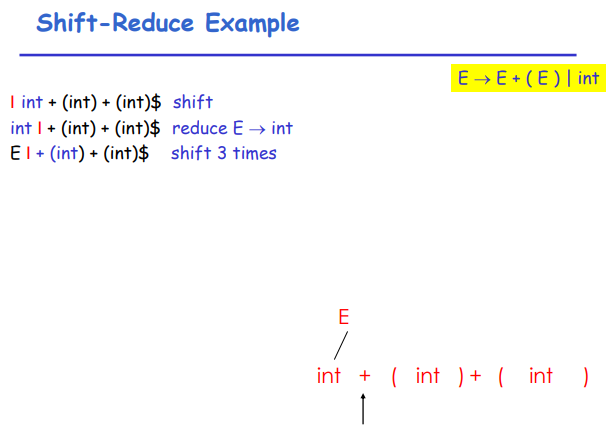 Shift-Reduce Example
E → E + ( E ) | int
I int + (int) + (int)$ shift
int I + (int) + (int)$ reduce E → int
E I + (int) + (int)$ shift 3 times
E
int + ( int ) + ( int )